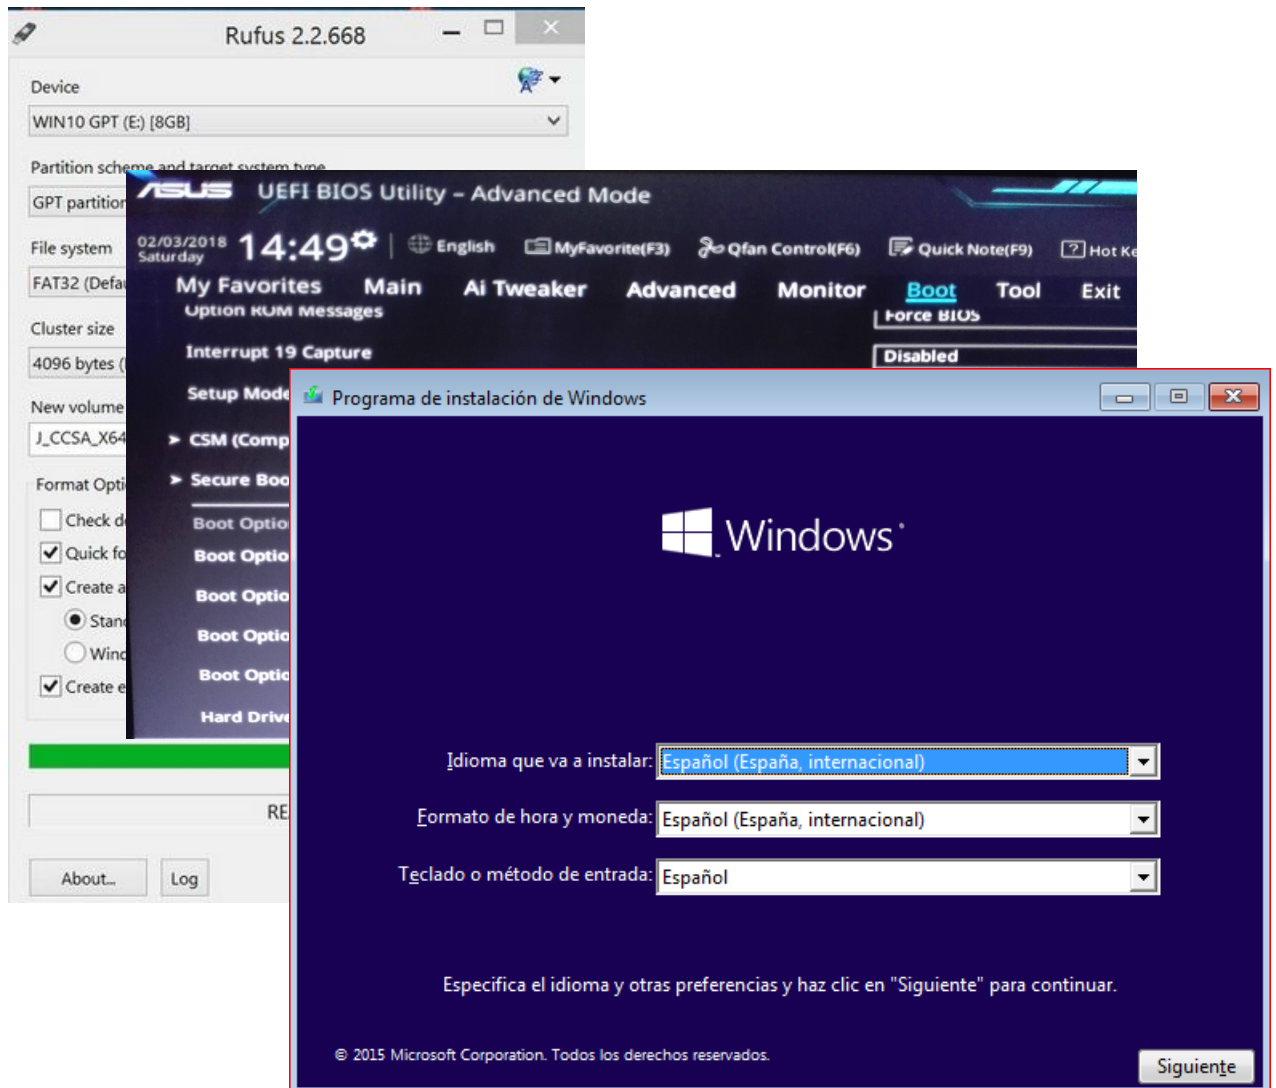 Rufus 2.2.668
Device
WIN10 GPT (E:) [8GB]
Partition scheme and target system type
GPT partition
File system
FAT32 (Defau
Cluster size
4096 bytes (
New volume
J_CCSA_X64
Format Opti
Check d
Quick fo
Create a
Stan
Wind
Create e
RE
About...
Log
ASUS UEFI BIOS Utility – Advanced Mode
02/03/2018
Saturday
14:49
English
MyFavorite(F3)
Qfan Control(F6)
Quick Note(F9)
Hot Ke
My Favorites Main Ai Tweaker Advanced Monitor Boot Tool Exit
Option ROM Messages
Force BIOS
Interrupt 19 Capture
Disabled
Setup Mode
CSM (Comp
Secure Boo
Boot Optio
Boot Optio
Boot Optio
Boot Optio
Boot Optio
Hard Drive
Programa de instalación de Windows
Windows
Idioma que va a instalar: Español (España, internacional)
Formato de hora y moneda: Español (España, internacional)
Teclado o método de entrada: Español
Especifica el idioma y otras preferencias y haz clic en "Siguiente" para continuar.
© 2015 Microsoft Corporation. Todos los derechos reservados.
Siguiente